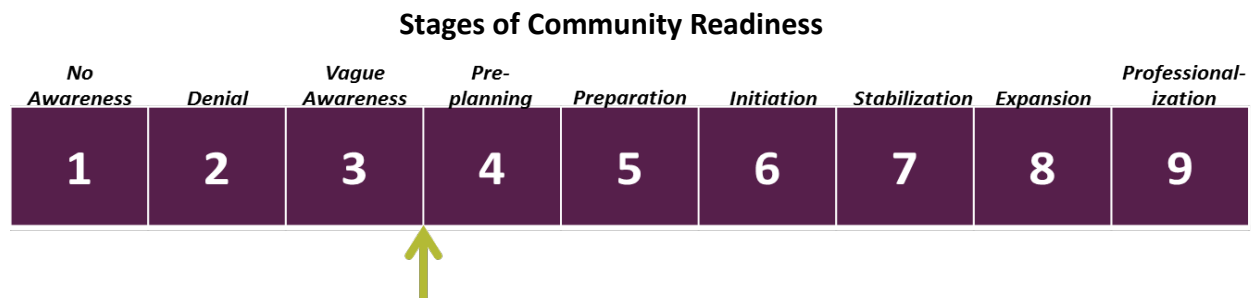 Stages of Community Readiness
No
Awareness
Denial
Vague
Awareness
Pre-
planning
Preparation
Initiation
Stabilization
Expansion
Professional-
ization
1 2 3 4 5 6 7 8 9